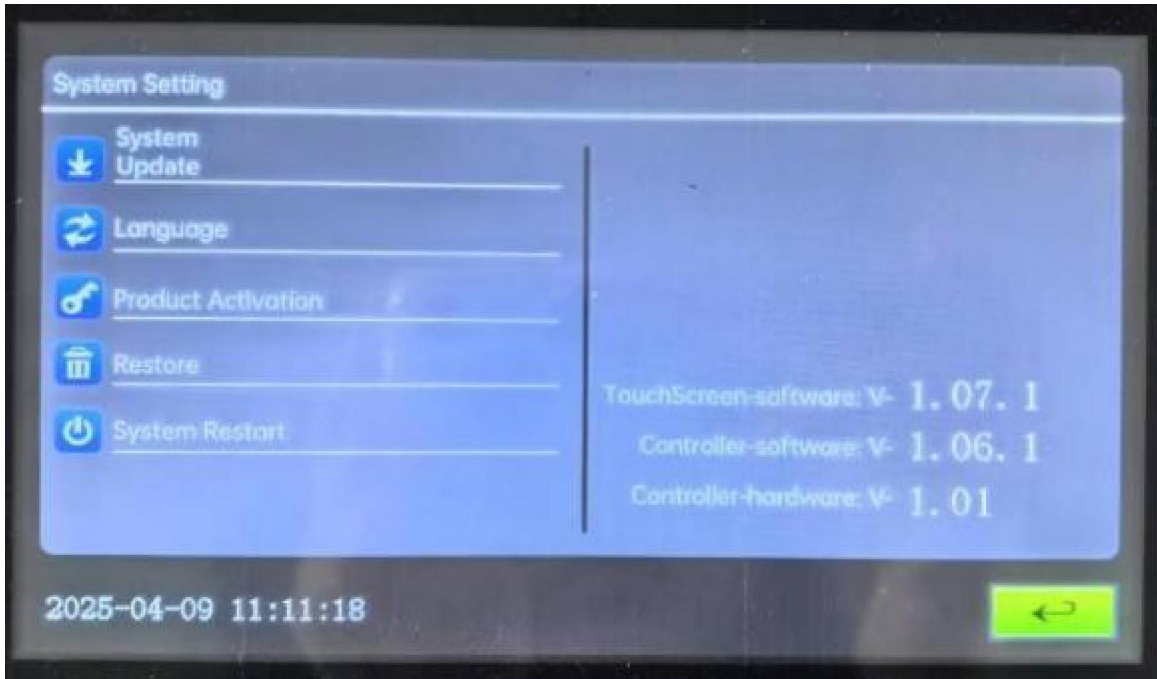 System Setting
System
Update
Language
Product Activation
Restore
System Restart
TouchScreen-software: V- 1.07.1
Controller-software: V- 1.06.1
Controller-hardware: V- 1.01
2025-04-09 11:11:18